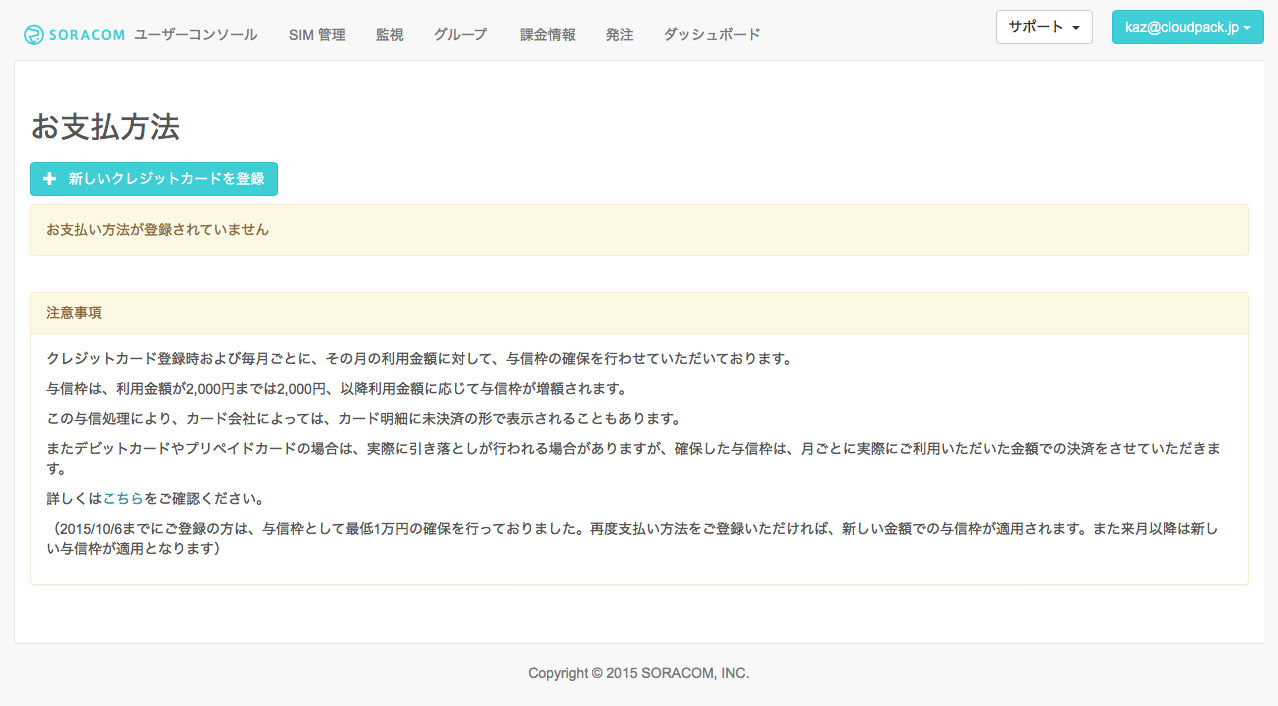 SORACOM ユーザーコンソール SIM 管理 監視 グループ 課金情報 発注 ダッシュボード サポート kaz@cloudpack.jp
お支払方法
新しいクレジットカードを登録
お支払い方法が登録されていません
注意事項
クレジットカード登録時および毎月ごとに、その月の利用金額に対して、与信枠の確保を行わせていただいております。
与信枠は、利用金額が2,000円までは2,000円、以降利用金額に応じて与信枠が増額されます。
この与信処理により、カード会社によっては、カード明細に未決済の形で表示されることもあります。
またデビットカードやプリペイドカードの場合は、実際に引き落としが行われる場合がありますが、確保した与信枠は、月ごとに実際にご利用いただいた金額での決済をさせていただきま
す。
詳しくはこちらをご確認ください。
（2015/10/6までにご登録の方は、与信枠として最低1万円の確保を行っておりました。再度支払い方法をご登録いただければ、新しい金額での与信枠が適用されます。また来月以降は新し
い与信枠が適用となります）
Copyright © 2015 SORACOM, INC.